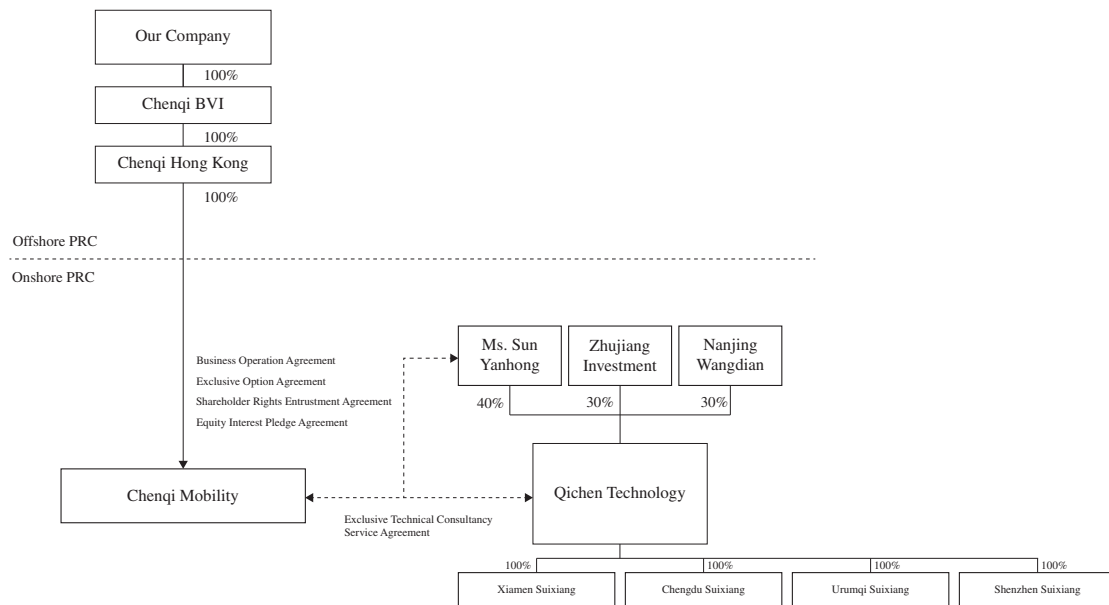 Our Company
100%
Chenqi BVI
100%
Chenqi Hong Kong
100%
Offshore PRC
Onshore PRC
Business Operation Agreement
Exclusive Option Agreement
Shareholder Rights Entrustment Agreement
Equity Interest Pledge Agreement
Ms. Sun
Yanhong
Zhujiang
Investment
Nanjing
Wangdian
40%
30%
30%
Chenqi Mobility
Qichen Technology
Exclusive Technical Consultancy
Service Agreement
100%
100%
100%
100%
Xiamen Suixiang
Chengdu Suixiang
Urumqi Suixiang
Shenzhen Suixiang